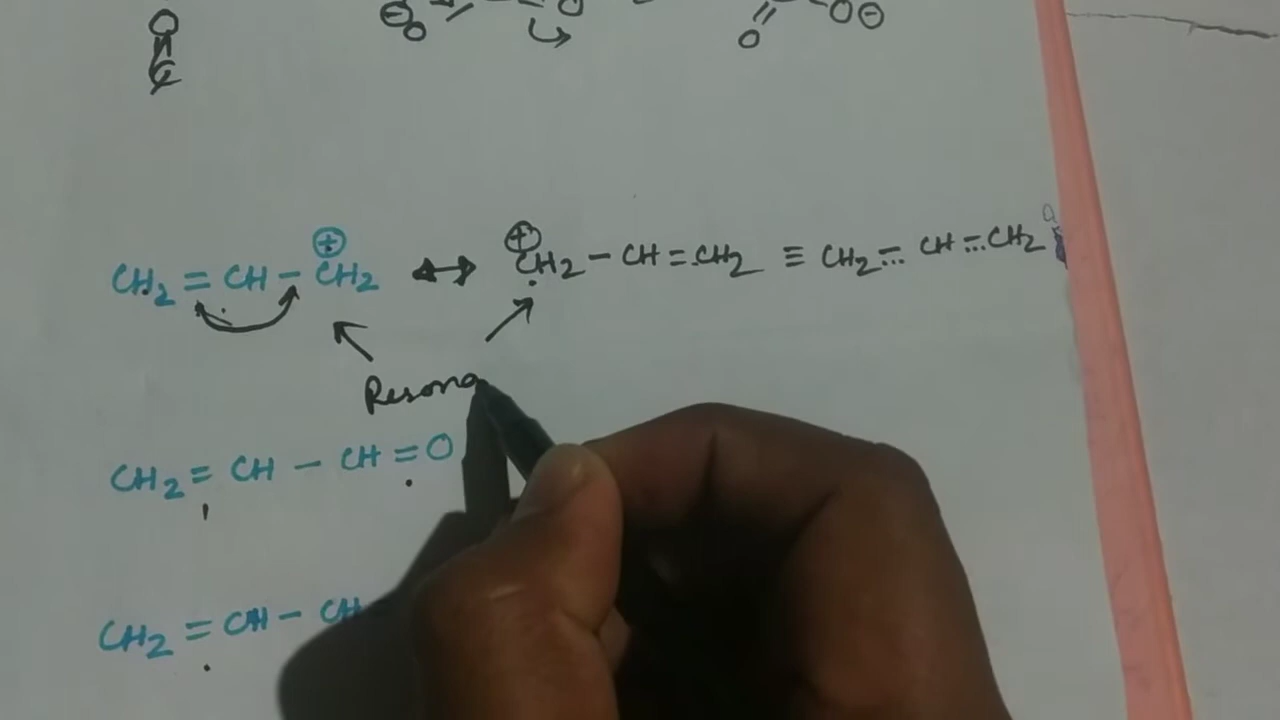 O
⊖O
O
C
O
O⊖
CH2 = CH – CH2 ⊕ ↔ ⊕ CH2 – CH = CH2 ≡ CH2 ⋯ CH ⋯ CH2
Resona
CH2 = CH – CH = O
CH2 = CH – CH